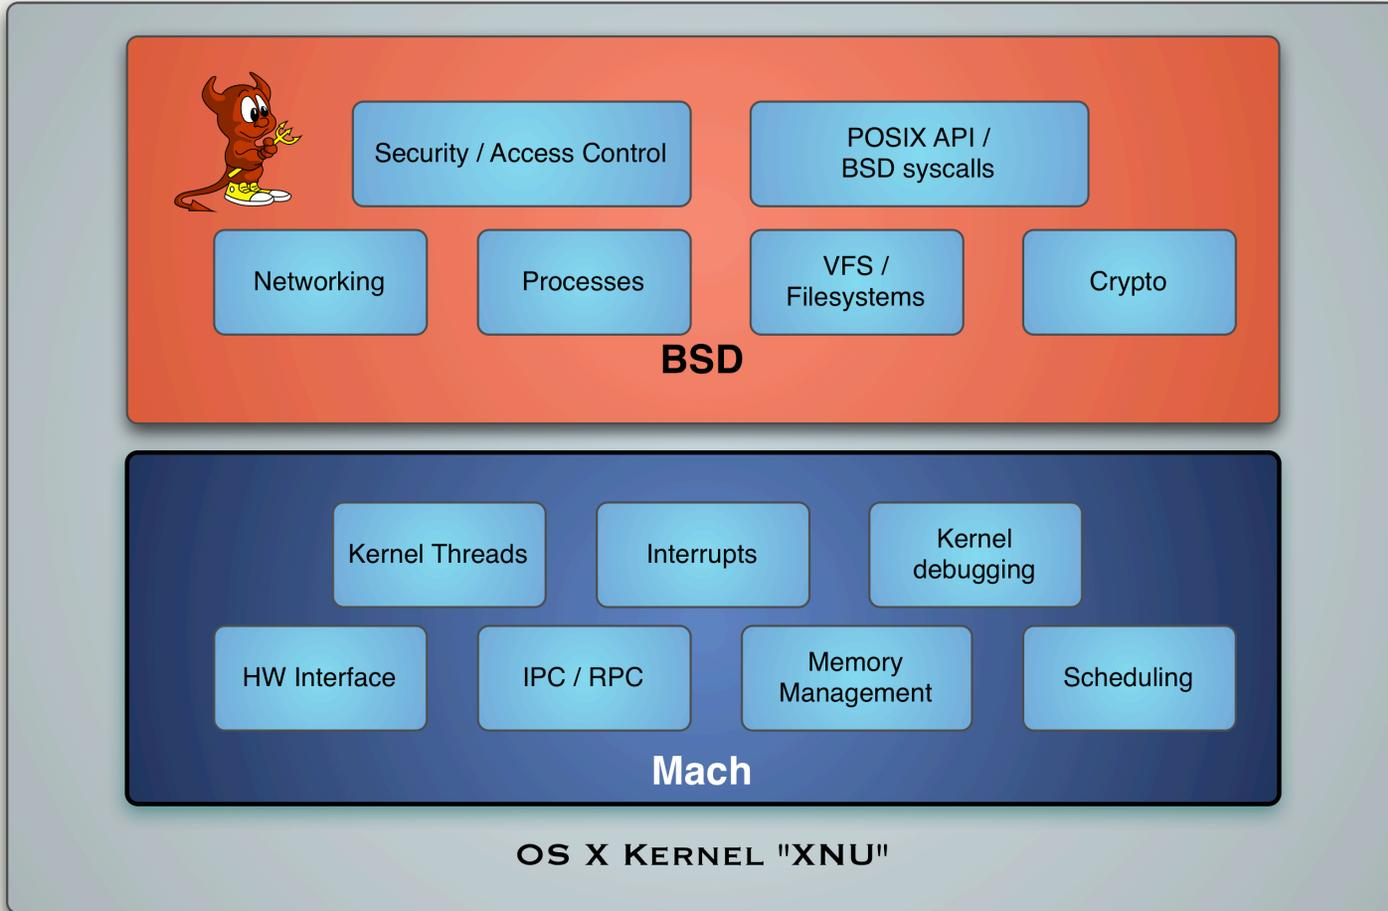 Security / Access Control
POSIX API /
BSD syscalls
Networking
Processes
VFS /
Filesystems
Crypto
BSD
Kernel Threads
Interrupts
Kernel
debugging
HW Interface
IPC / RPC
Memory
Management
Scheduling
Mach
OS X Kernel "XNU"